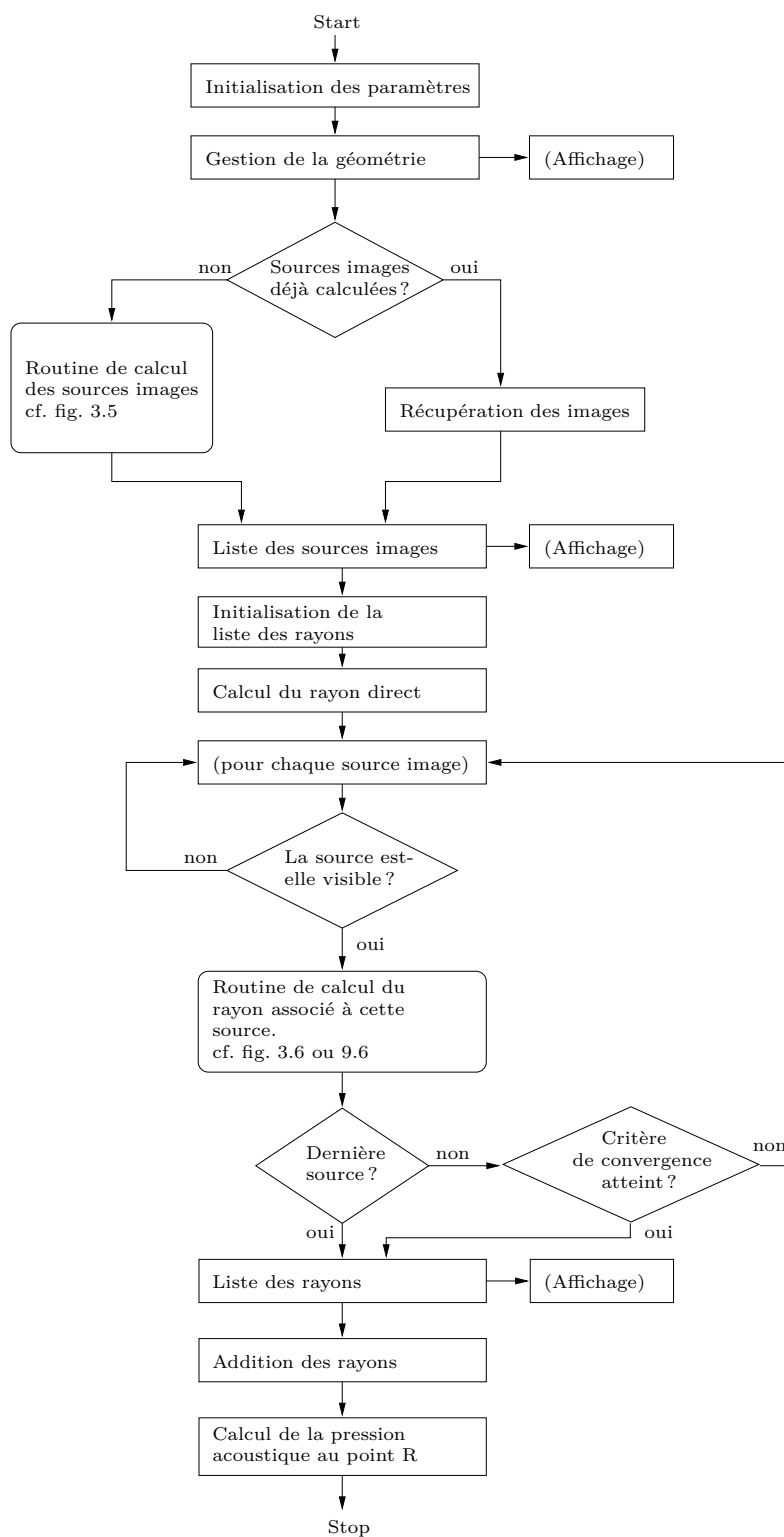 Start
Initialisation des paramètres
Gestion de la géométrie
(Affichage)
non
Sources images
déjà calculées ?
oui
Routine de calcul
des sources images
cf. fig. 3.5
Récupération des images
Liste des sources images
(Affichage)
Initialisation de la
liste des rayons
Calcul du rayon direct
(pour chaque source image)
non
La source est-
elle visible ?
oui
Routine de calcul du
rayon associé à cette
source.
cf. fig. 3.6 ou 9.6
Dernière
source ?
non
Critère
de convergence
atteint ?
non
oui
oui
Liste des rayons
(Affichage)
Addition des rayons
Calcul de la pression
acoustique au point R
Stop